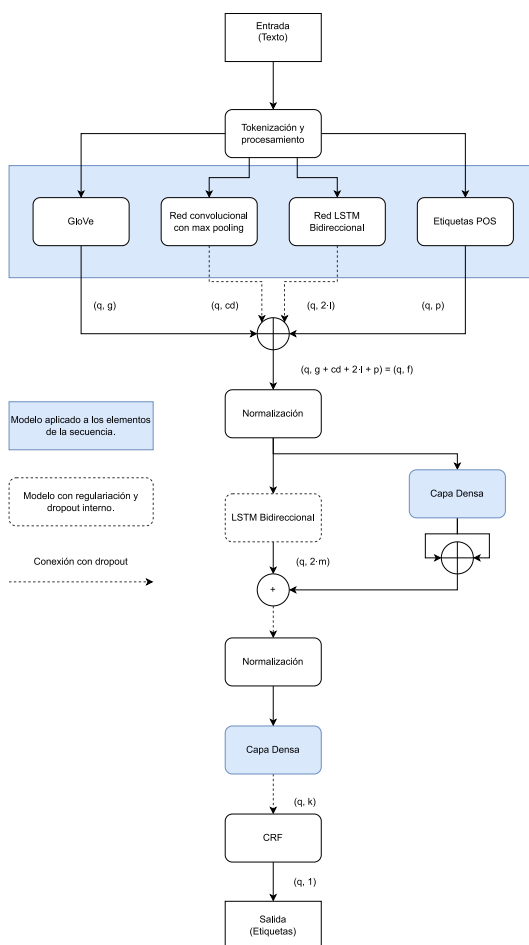 Entrada
(Texto)
Tokenización y
procesamiento
GloVe
Red convolucional
con max pooling
Red LSTM
Bidireccional
Etiquetas POS
(q, g)
(q, cd)
(q, 2·l)
(q, p)
(q, g + cd + 2·l + p) = (q, f)
Normalización
Modelo aplicado a los elementos
de la secuencia.
Modelo con regulariación y
dropout interno.
Conexión con dropout
LSTM Bidireccional
Capa Densa
(q, 2·m)
+
Normalización
Capa Densa
(q, k)
CRF
(q, 1)
Salida
(Etiquetas)